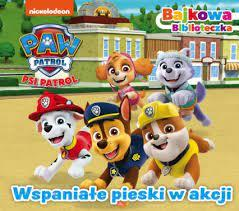 nickelodeon
PAW
PATROL
PSI PATROL
Bajkowa
Biblioteczka
Wspaniałe pieski w akcji